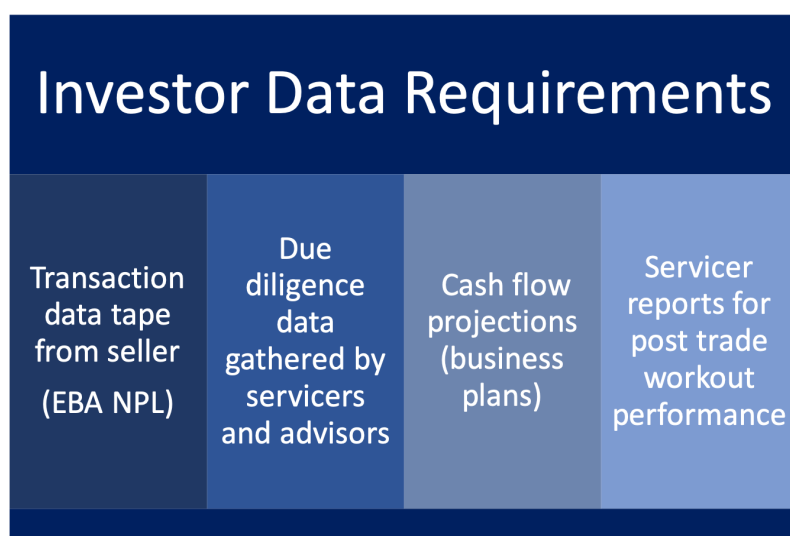 Investor Data Requirements
Transaction
data tape
from seller
(EBA NPL)
Due
diligence
data
gathered by
servicers
and advisors
Cash flow
projections
(business
plans)
Servicer
reports for
post trade
workout
performance